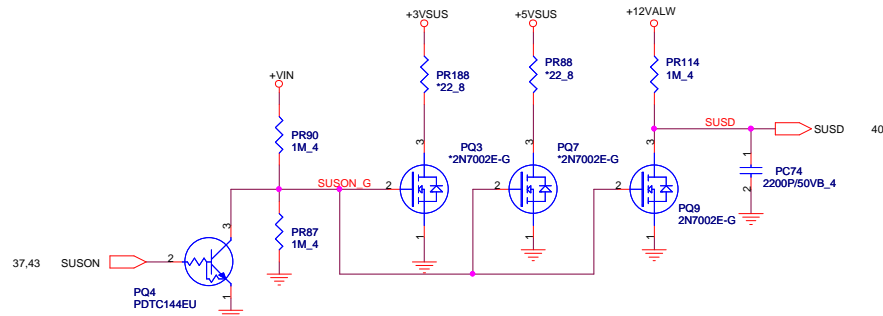 +3VSUS
+5VSUS
+12VALW
+VIN
PR188
*22_8
PR88
*22_8
PR114
1M_4
PR90
1M_4
SUSD
SUSD
40
3
3
3
1
2
PQ3
*2N7002E-G
PQ7
*2N7002E-G
PC74
2200P/50VB_4
SUSON_G
2
2
2
PQ9
2N7002E-G
3
PR87
1M_4
1
1
1
37,43
SUSON
2
PQ4
PDTC144EU
1